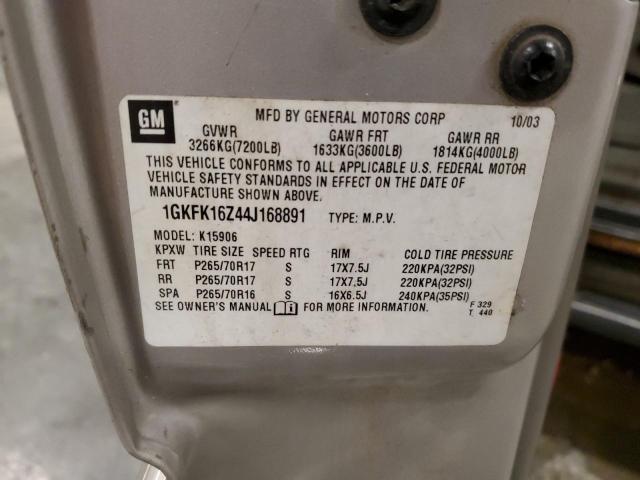 GM
MFD BY GENERAL MOTORS CORP 10/03
GVWR GAWR FRT GAWR RR
3266KG(7200LB) 1633KG(3600LB) 1814KG(4000LB)
THIS VEHICLE CONFORMS TO ALL APPLICABLE U.S. FEDERAL MOTOR
VEHICLE SAFETY STANDARDS IN EFFECT ON THE DATE OF
MANUFACTURE SHOWN ABOVE.
1GKFK16Z44J168891 TYPE: M.P.V.
MODEL: K15906
KPXW TIRE SIZE SPEED RTG RIM COLD TIRE PRESSURE
FRT P265/70R17 S 17X7.5J 220KPA(32PSI)
RR P265/70R17 S 17X7.5J 220KPA(32PSI)
SPA P265/70R16 S 16X6.5J 240KPA(35PSI)
SEE OWNER'S MANUAL FOR MORE INFORMATION. F 329
T 440